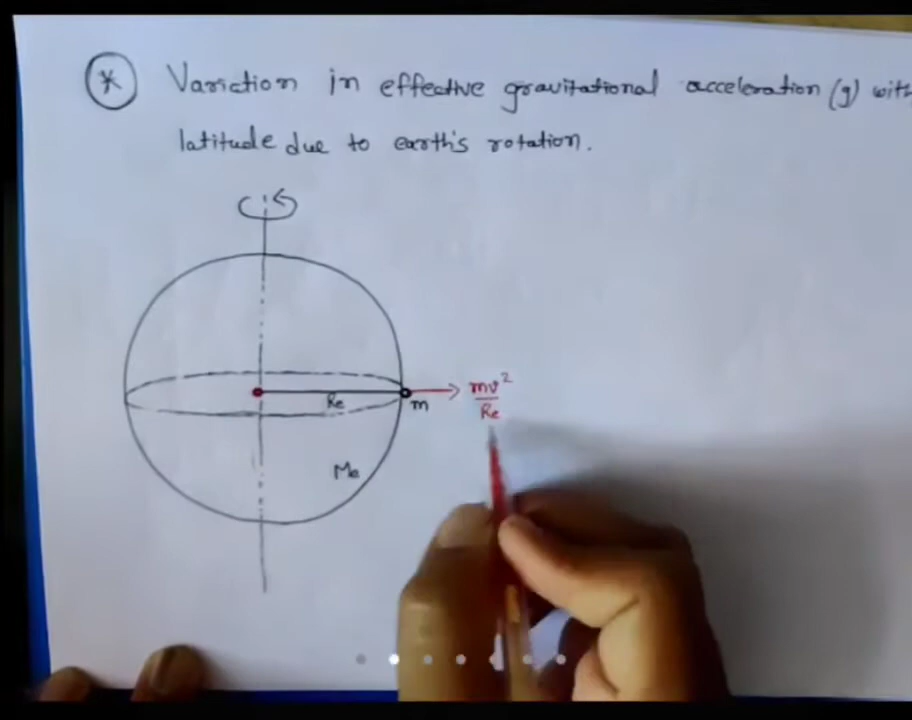 * Variation in effective gravitational acceleration (g) with
latitude due to earth's rotation.
Re
m
mv²
Re
Me